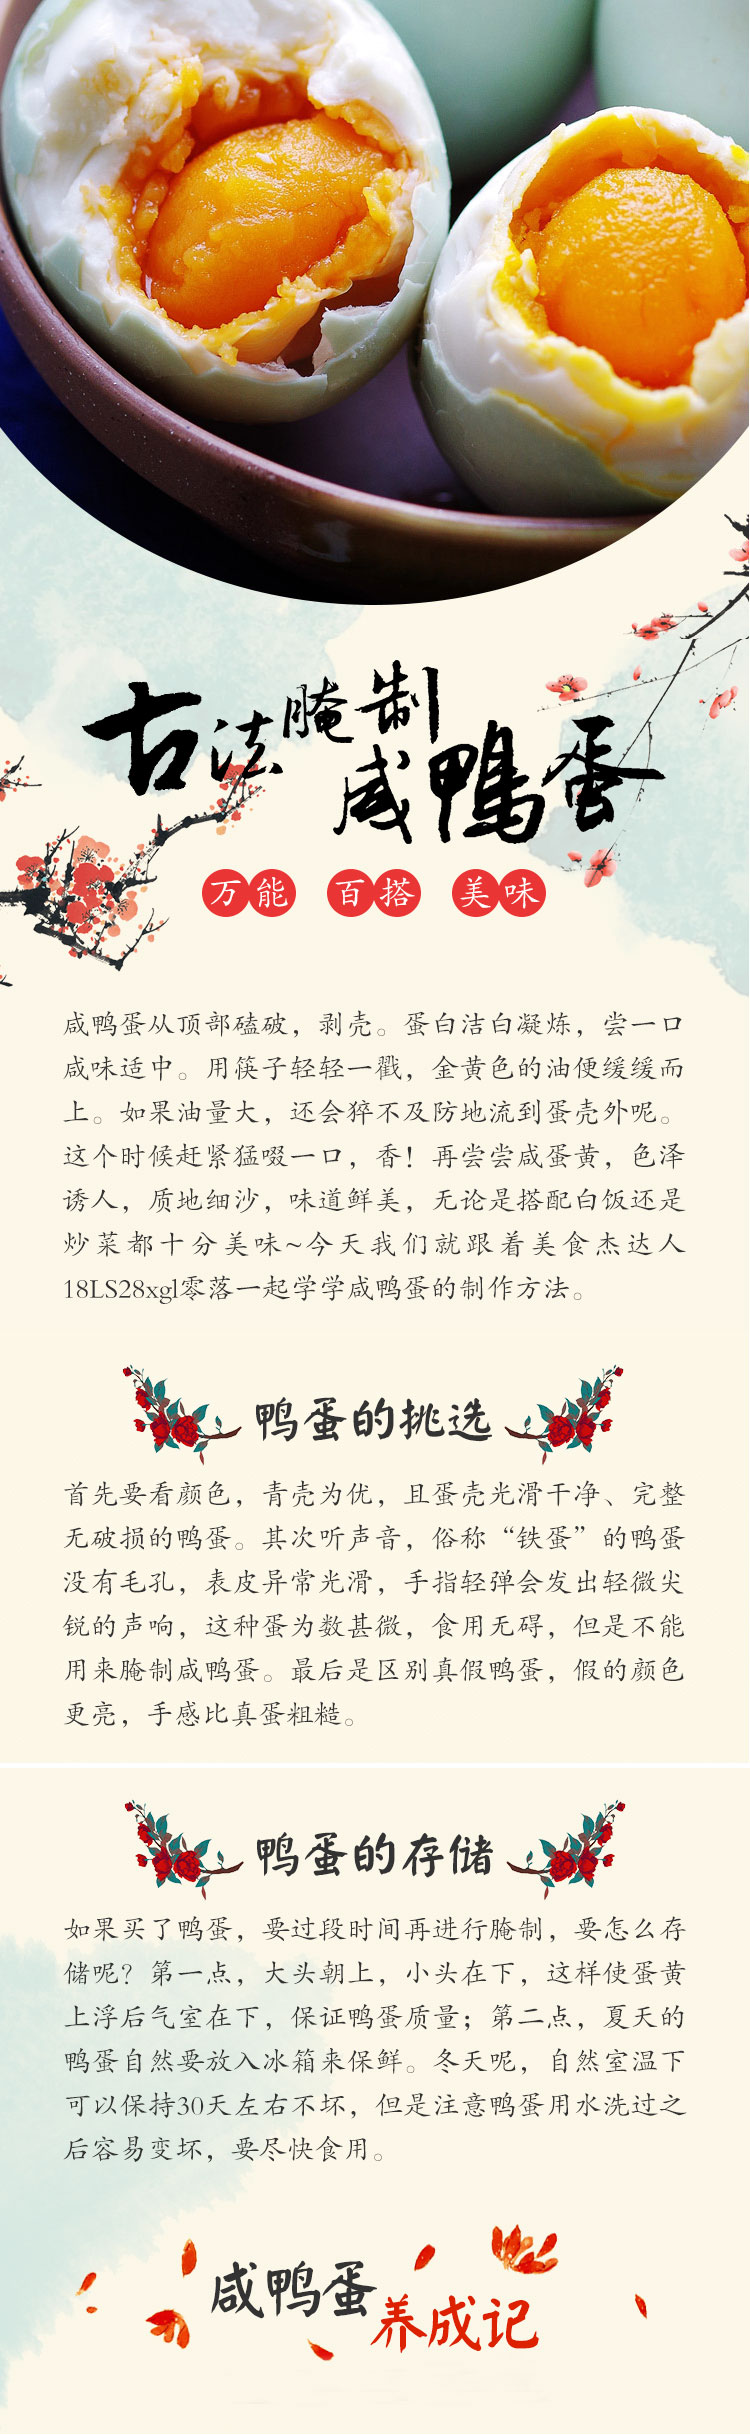 古法腌制
咸鸭蛋
万能 百搭 美味
咸鸭蛋从顶部磕破，剥壳。蛋白洁白凝炼，尝一口
咸味适中。用筷子轻轻一戳，金黄色的油便缓缓而
上。如果油量大，还会猝不及防地流到蛋壳外呢。
这个时候赶紧猛啜一口，香！再尝尝咸蛋黄，色泽
诱人，质地细沙，味道鲜美，无论是搭配白饭还是
炒菜都十分美味~今天我们就跟着美食杰达人
18LS28xgl零落一起学学咸鸭蛋的制作方法。
鸭蛋的挑选
首先要看颜色，青壳为优，且蛋壳光滑干净、完整
无破损的鸭蛋。其次听声音，俗称“铁蛋”的鸭蛋
没有毛孔，表皮异常光滑，手指轻弹会发出轻微尖
锐的声响，这种蛋为数甚微，食用无碍，但是不能
用来腌制咸鸭蛋。最后是区别真假鸭蛋，假的颜色
更亮，手感比真蛋粗糙。
鸭蛋的存储
如果买了鸭蛋，要过段时间再进行腌制，要怎么存
储呢？第一点，大头朝上，小头在下，这样使蛋黄
上浮后气室在下，保证鸭蛋质量；第二点，夏天的
鸭蛋自然要放入冰箱来保鲜。冬天呢，自然室温下
可以保持30天左右不坏，但是注意鸭蛋用水洗过之
后容易变坏，要尽快食用。
咸鸭蛋
养成记